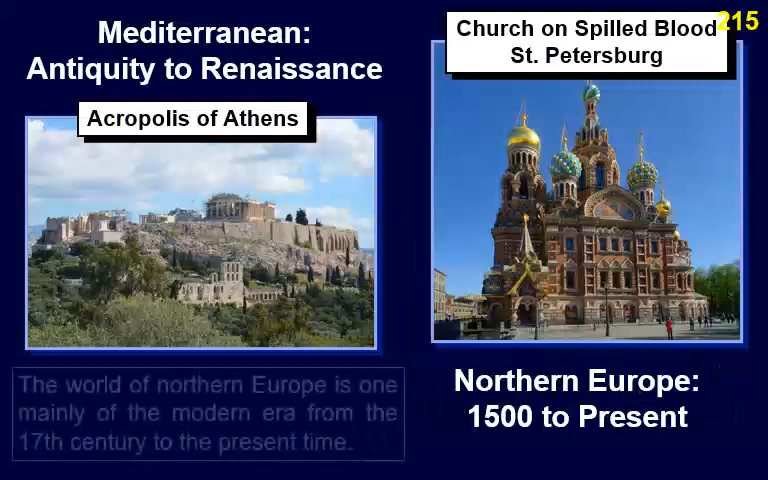 Mediterranean:
Antiquity to Renaissance
Acropolis of Athens
The world of northern Europe is one
mainly of the modern era from the
17th century to the present time.
Church on Spilled Blood
St. Petersburg
215
Northern Europe:
1500 to Present